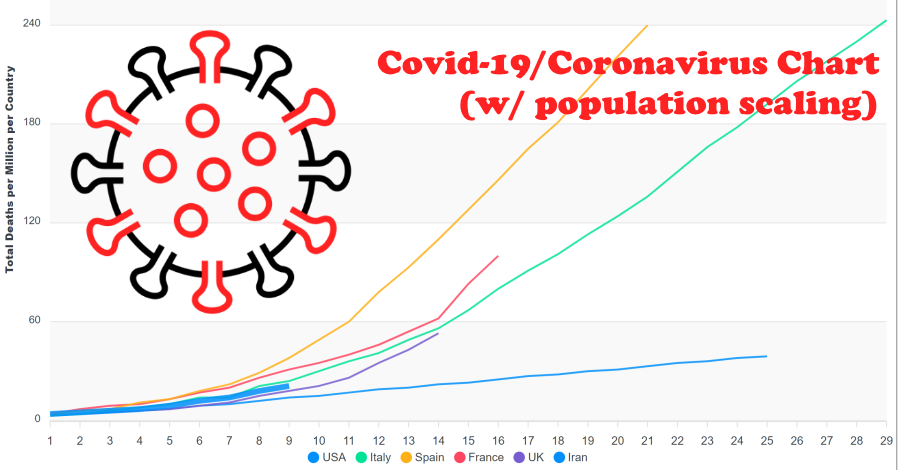 Covid-19/Coronavirus Chart
(w/ population scaling)
Total Deaths per Million per Country
240
180
120
60
0
1 2 3 4 5 6 7 8 9 10 11 12 13 14 15 16 17 18 19 20 21 22 23 24 25 26 27 28 29
USA Italy Spain France UK Iran